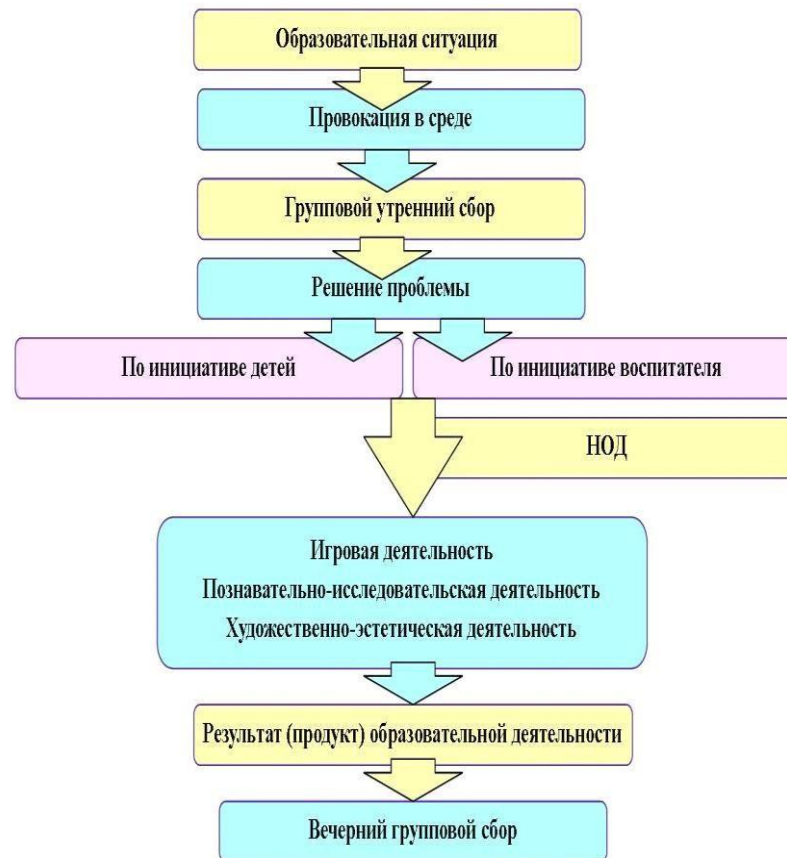 Образовательная ситуация
Провокация в среде
Групповой утренний сбор
Решение проблемы
По инициативе детей
По инициативе воспитателя
НОД
Игровая деятельность
Познавательно-исследовательская деятельность
Художественно-эстетическая деятельность
Результат (продукт) образовательной деятельности
Вечерний групповой сбор